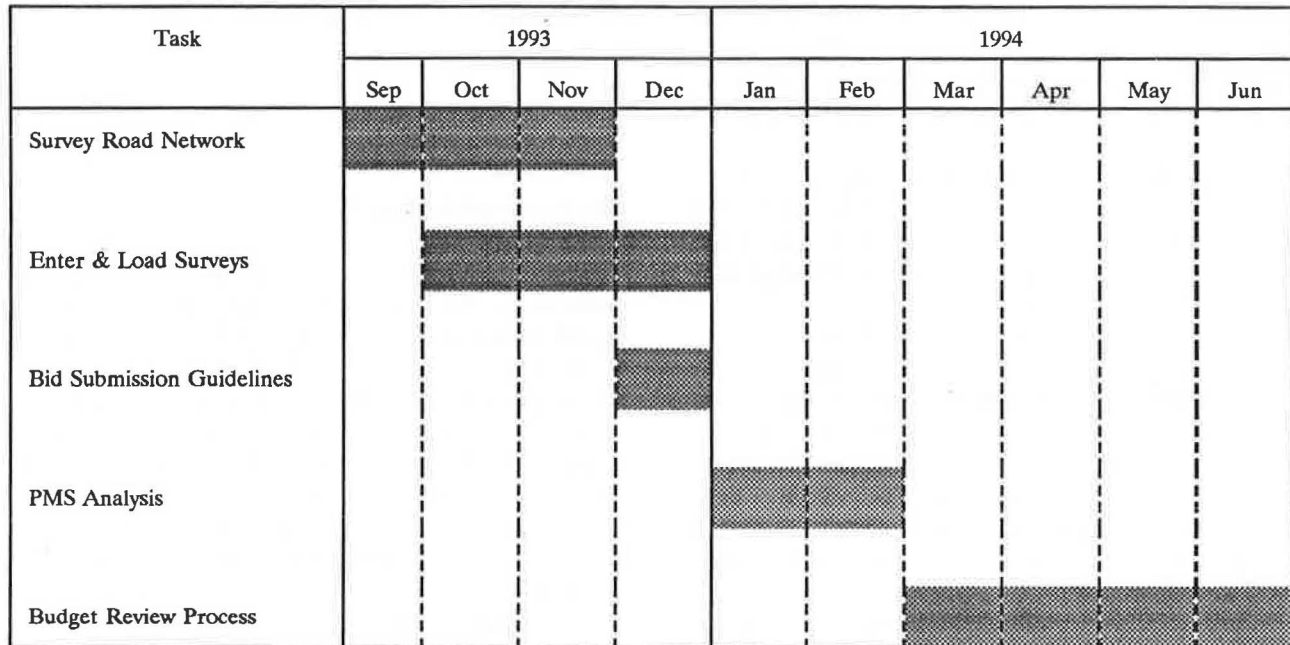 Task 1993 1994
Sep Oct Nov Dec Jan Feb Mar Apr May Jun
Survey Road Network
Enter & Load Surveys
Bid Submission Guidelines
PMS Analysis
Budget Review Process